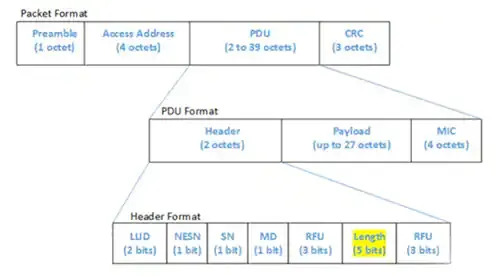 Packet Format
Preamble Access Address PDU CRC
(1 octet) (4 octets) (2 to 39 octets) (3 octets)
PDU Format
Header Payload MIC
(2 octets) (up to 27 octets) (4 octets)
Header Format
LLID NESN SN MD RFU Length RFU
(2 bits) (1 bit) (1 bit) (1 bit) (3 bits) (5 bits) (3 bits)